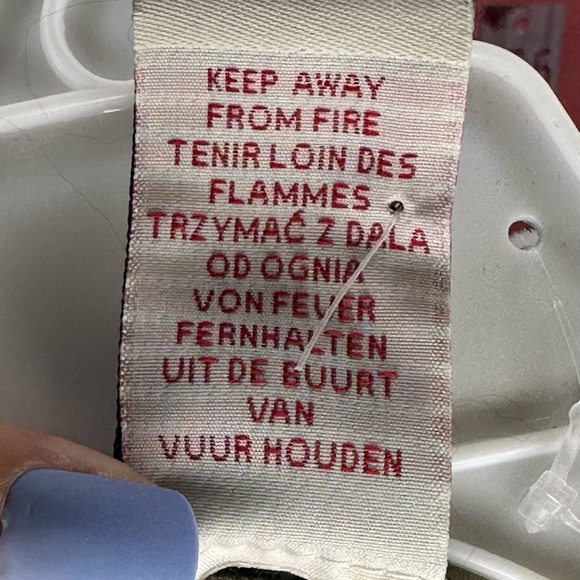 KEEP AWAY
FROM FIRE
TENIR LOIN DES
FLAMMES
TRZYMAĆ Z DALA
OD OGNIA
VON FEUER
FERNHALTEN
UIT DE BUURT
VAN
VUUR HOUDEN